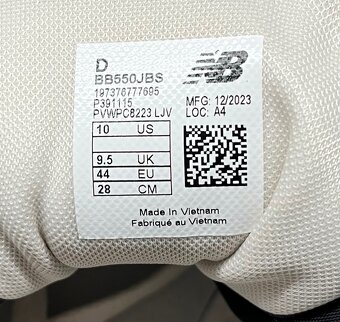 D
BB550JBS
197376777695
P391115
PVWPC8223 LJV
NB
MFG: 12/2023
LOC: A4
10 US
9.5 UK
44 EU
28 CM
Made in Vietnam
Fabriqué au Vietnam